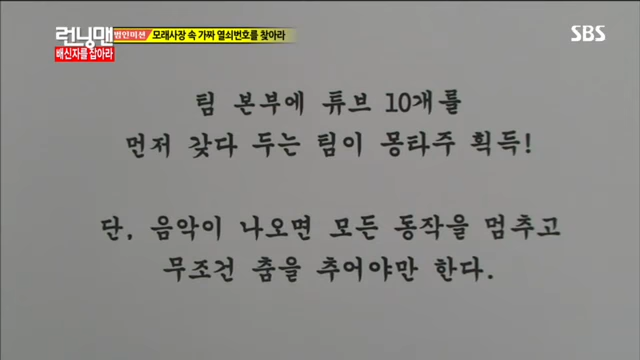 런닝맨
배신자를 잡아라
범인미션
모래사장 속 가짜 열쇠번호를 찾아라
SBS
팀 본부에 튜브 10개를
먼저 갖다 두는 팀이 몽타주 획득!
단, 음악이 나오면 모든 동작을 멈추고
무조건 춤을 추어야만 한다.